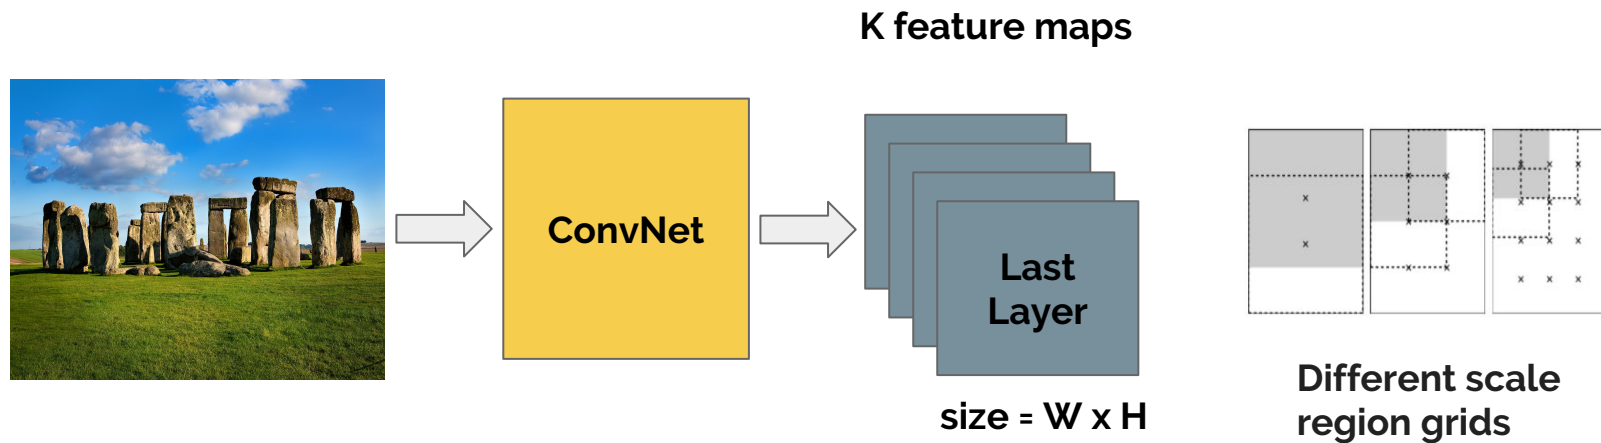 K feature maps
ConvNet
Last
Layer
size = W x H
Different scale
region grids